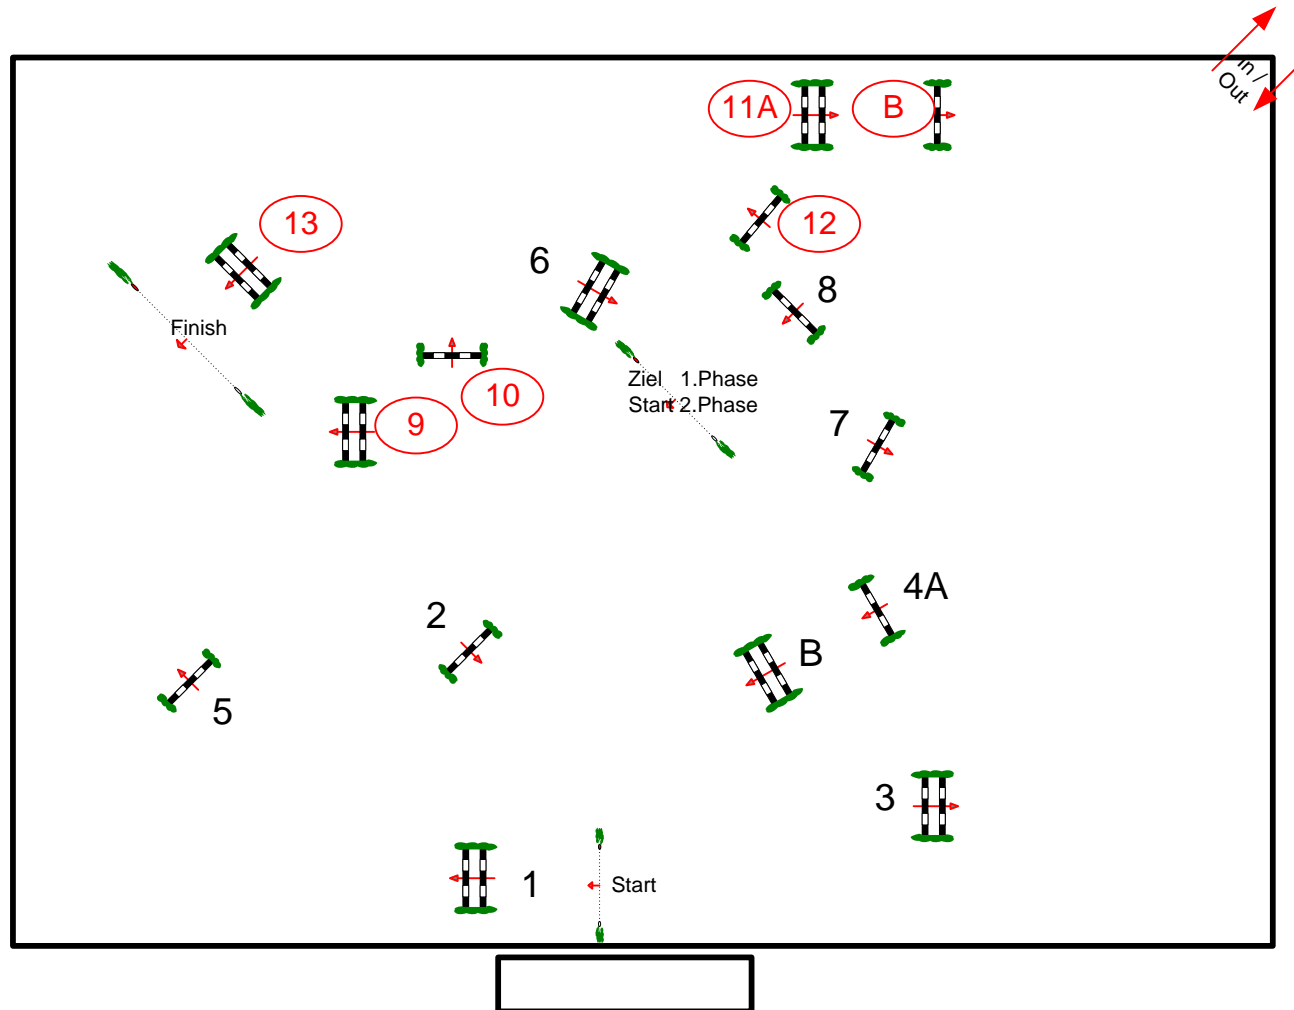 In /
Out
11A
B
13
12
6
8
Finish
Ziel 1.Phase
Start 2.Phase
10
9
7
4A
2
B
5
3
1
Start